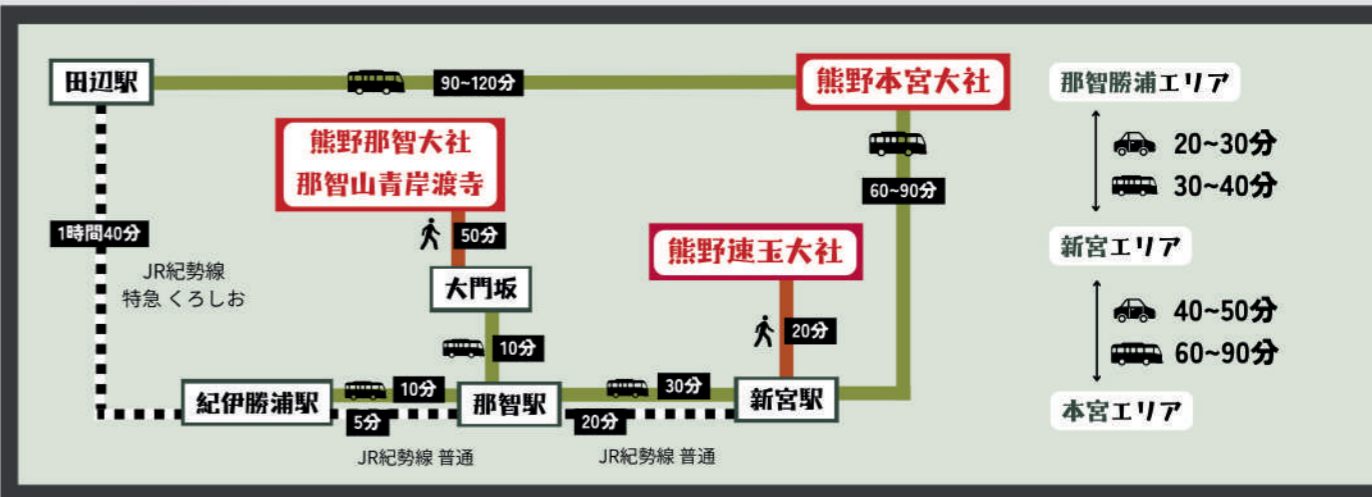 田辺駅
90~120分
熊野本宮大社
熊野那智大社
那智山青岸渡寺
60~90分
1時間40分
50分
熊野速玉大社
JR紀勢線
特急 くろしお
大門坂
20分
10分
紀伊勝浦駅
10分
那智駅
30分
新宮駅
5分
20分
JR紀勢線 普通
JR紀勢線 普通
那智勝浦エリア
20~30分
30~40分
新宮エリア
40~50分
60~90分
本宮エリア